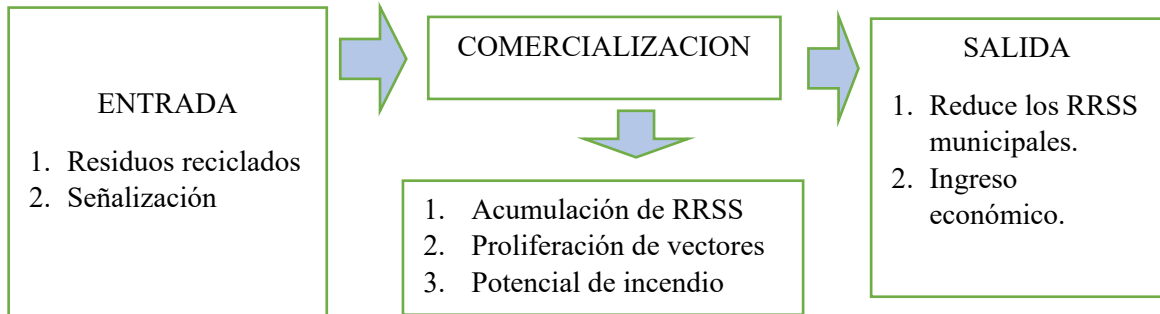 ENTRADA
1. Residuos reciclados
2. Señalización
COMERCIALIZACION
1. Acumulación de RRSS
2. Proliferación de vectores
3. Potencial de incendio
SALIDA
1. Reduce los RRSS
municipales.
2. Ingreso
económico.